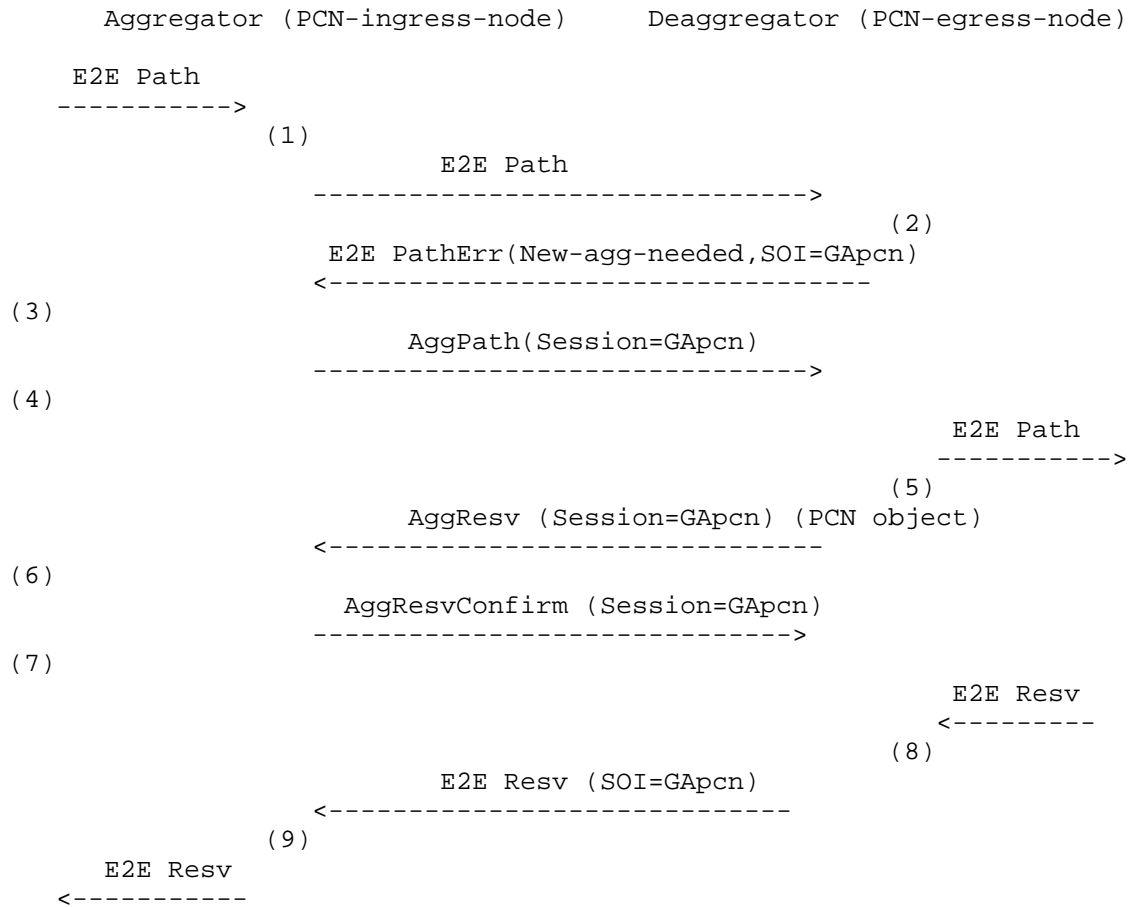 Aggregator (PCN-ingress-node)     Deaggregator (PCN-egress-node)
E2E Path
----------->
(1)
E2E Path
------------------------------->
(2)
E2E PathErr(New-agg-needed,SOI=GApcn)
<----------------------------------
(3)
AggPath(Session=GApcn)
------------------------------->
(4)
E2E Path
----------->
(5)
AggResv (Session=GApcn) (PCN object)
<-------------------------------
(6)
AggResvConfirm (Session=GApcn)
------------------------------>
(7)
E2E Resv
<---------
(8)
E2E Resv (SOI=GApcn)
<-----------------------------
(9)
E2E Resv
<-----------